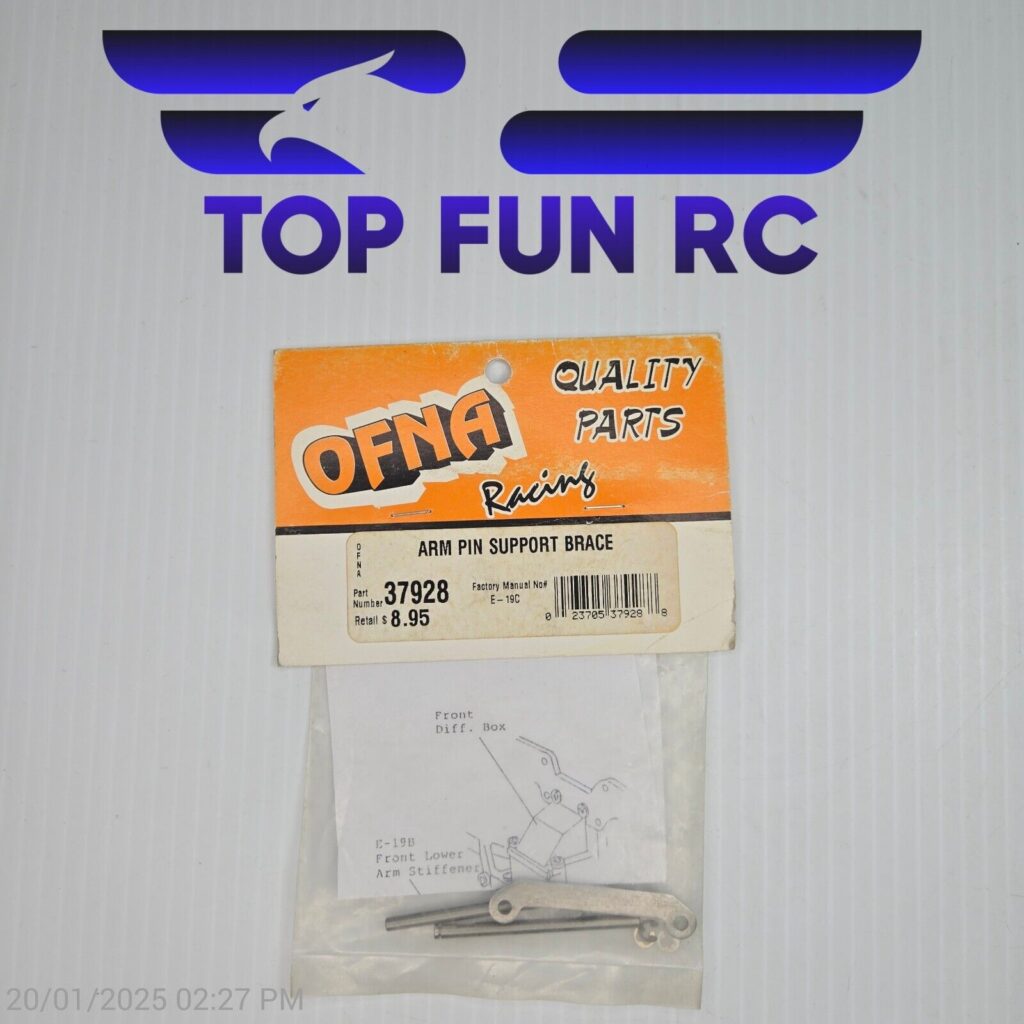 TOP FUN RC
OFNA
Racing
QUALITY
PARTS
OFNA
ARM PIN SUPPORT BRACE
Part
Number 37928
Retail $ 8.95
Factory Manual No#
E-19C
0 23705 37928 8
Front
Diff. Box
E-19B
Front Lower
Arm Stiffener
20/01/2025 02:27 PM